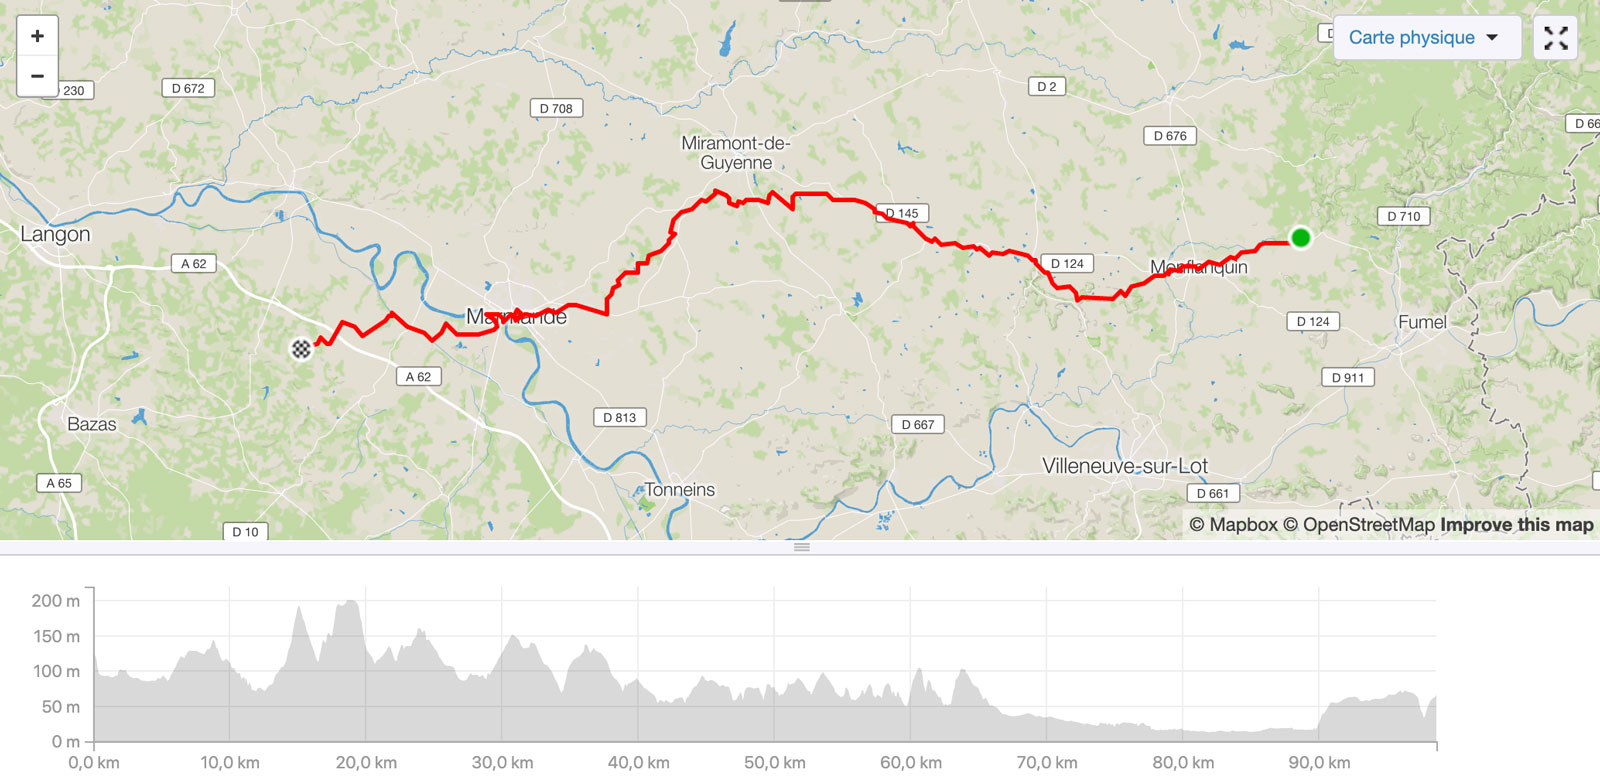 +
−
230
D 672
D 708
D 2
D
Carte physique
D 676
D 66
Miramont-de-
Guyenne
D 145
D 710
Langon
A 62
D 124
Monflanquin
Marmande
D 124
Fumel
A 62
D 911
Bazas
D 813
D 667
Villeneuve-sur-Lot
A 65
Tonneins
D 661
D 10
© Mapbox © OpenStreetMap Improve this map
200 m
150 m
100 m
50 m
0 m
0,0 km
10,0 km
20,0 km
30,0 km
40,0 km
50,0 km
60,0 km
70,0 km
80,0 km
90,0 km